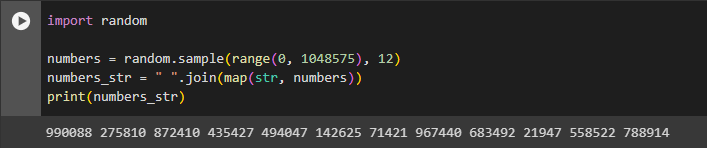 import random
numbers = random.sample(range(0, 1048575), 12)
numbers_str = " ".join(map(str, numbers))
print(numbers_str)
990088 275810 872410 435427 494047 142625 71421 967440 683492 21947 558522 788914